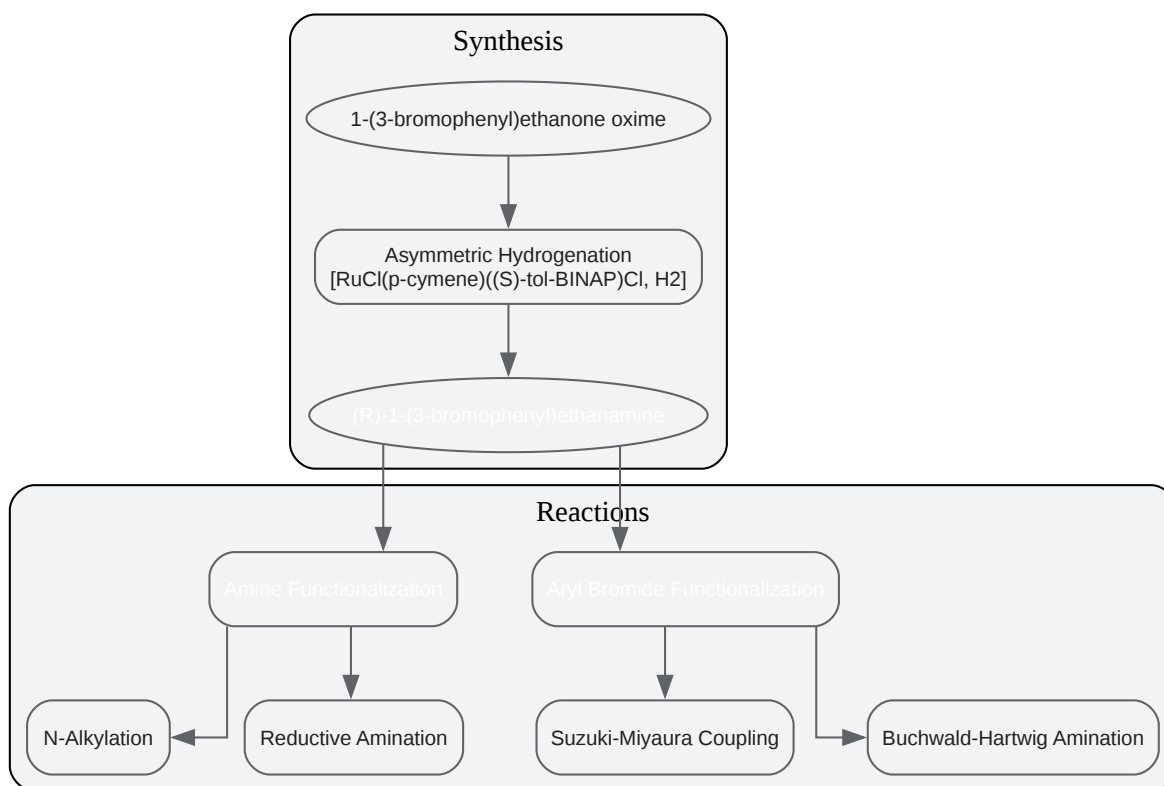 Synthesis
1-(3-bromophenyl)ethanone oxime
Asymmetric Hydrogenation
[RuCl(p-cymene)((S)-tol-BINAP)Cl, H2]
(R)-1-(3-bromophenyl)ethanamine
Reactions
Amine Functionalization
Aryl Bromide Functionalization
N-Alkylation
Reductive Amination
Suzuki-Miyaura Coupling
Buchwald-Hartwig Amination